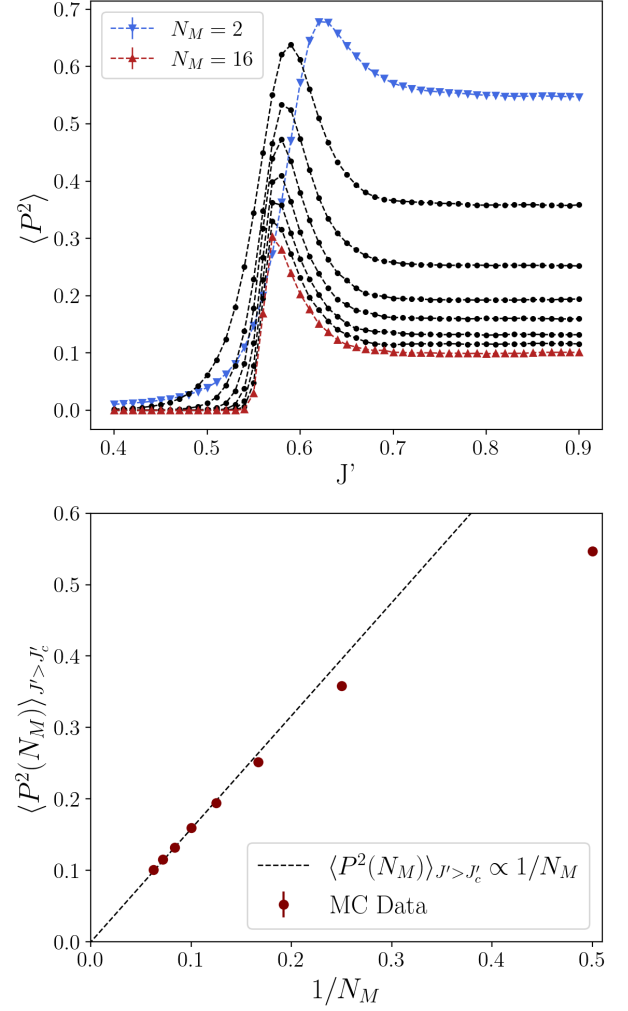 0.7
0.6
0.5
0.4
0.3
0.2
0.1
0.0
⟨P²⟩
N_M = 2
N_M = 16
0.4 0.5 0.6 0.7 0.8 0.9
J'
0.6
0.5
0.4
0.3
0.2
0.1
0.0
⟨P²(N_M)⟩_{J'>J'_c}
⟨P²(N_M)⟩_{J'>J'_c} ∝ 1/N_M
MC Data
0.0 0.1 0.2 0.3 0.4 0.5
1/N_M